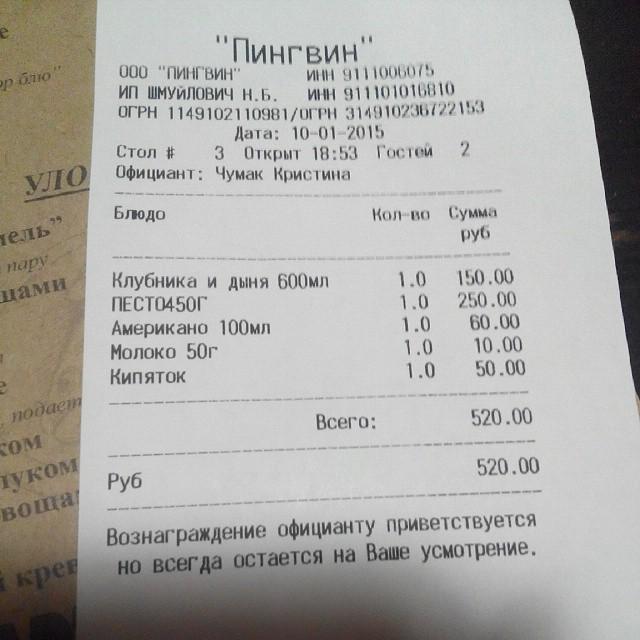 "Пингвин"
ООО "ПИНГВИН" ИНН 9111006075
ИП ШМУЙЛОВИЧ Н.Б. ИНН 911101016810
ОГРН 1149102110981/ОГРН 314910236722153
Дата: 10-01-2015
Стол # 3 Открыт 18:53 Гостей 2
Официант: Чумак Кристина
Блюдо Кол-во Сумма
руб
Клубника и дыня 600мл 1.0 150.00
ПЕСТО450Г 1.0 250.00
Американо 100мл 1.0 60.00
Молоко 50г 1.0 10.00
Кипяток 1.0 50.00
Всего: 520.00
Руб 520.00
Вознаграждение официанту приветствуется
но всегда остается на Ваше усмотрение.
пару
подает
луком